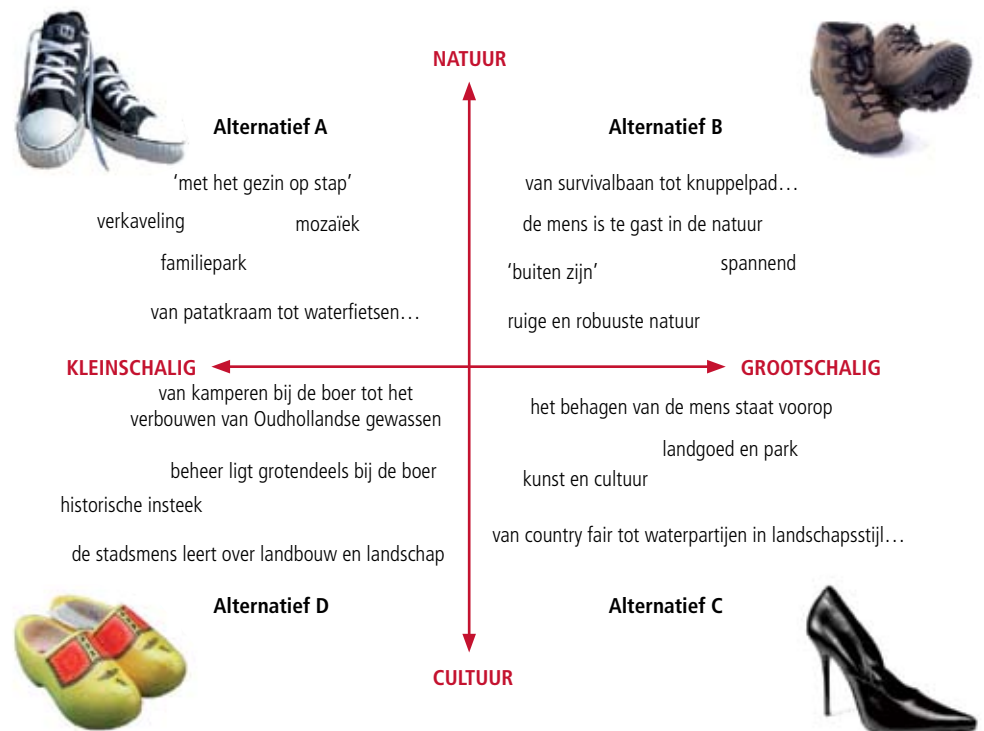 NATUUR
Alternatief A
Alternatief B
‘met het gezin op stap’
van survivalbaan tot knuppelpad…
verkaveling
mozaïek
de mens is te gast in de natuur
familiepark
‘buiten zijn’
spannend
van patatkraam tot waterfietsen…
ruige en robuuste natuur
KLEINSCHALIG
GROOTSCHALIG
van kamperen bij de boer tot het
verbouwen van Oudhollandse gewassen
het behagen van de mens staat voorop
landgoed en park
beheer ligt grotendeels bij de boer
kunst en cultuur
historische insteek
van country fair tot waterpartijen in landschapsstijl…
de stadsmens leert over landbouw en landschap
Alternatief D
Alternatief C
CULTUUR